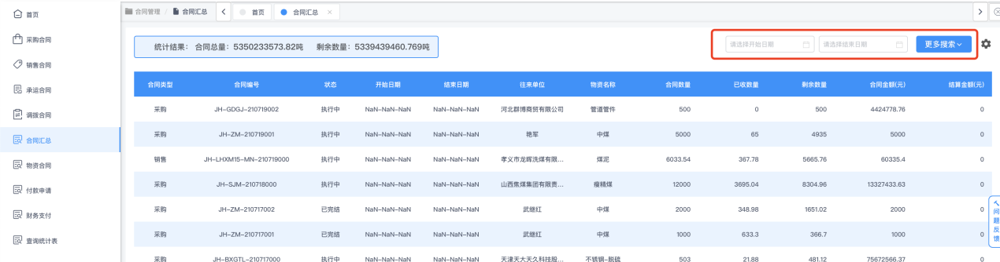 首页
采购合同
销售合同
承运合同
调拨合同
合同汇总
物资合同
付款申请
财务支付
查询统计表
合同管理 / 合同汇总 首页 合同汇总 ×
统计结果： 合同总量：5350233573.82吨 剩余数量：5339439460.769吨
请选择开始日期 请选择结束日期 更多搜索
合同类型 合同编号 状态 开始日期 结束日期 往来单位 物资名称 合同数量 已收数量 剩余数量 合同金额(元) 结算金额(元)
采购 JH-GDGJ-210719002 执行中 NaN-NaN-NaN NaN-NaN-NaN 河北群博商贸有限公司 管道管件 500 0 500 4424778.76 0
采购 JH-ZM-210719001 执行中 NaN-NaN-NaN NaN-NaN-NaN 艳军 中煤 5000 65 4935 5000 0
销售 JH-LHXM15-MN-210719000 执行中 NaN-NaN-NaN NaN-NaN-NaN 孝义市龙晖洗煤有限... 煤泥 6033.54 367.78 5665.76 60335.4 0
采购 JH-SJM-210718000 执行中 NaN-NaN-NaN NaN-NaN-NaN 山西焦煤集团有限责... 瘦精煤 12000 3695.04 8304.96 13327433.63 0
采购 JH-ZM-210717002 已完结 NaN-NaN-NaN NaN-NaN-NaN 武继红 中煤 2000 348.98 1651.02 2000 0
采购 JH-ZM-210717001 已完结 NaN-NaN-NaN NaN-NaN-NaN 武继红 中煤 1000 633.3 366.7 1000 0
采购 JH-BXGTL-210717000 执行中 NaN-NaN-NaN NaN-NaN-NaN 天津天大天久科技股... 不锈钢-脱硫 503 21.88 481.12 75672566.37 0
问题反馈